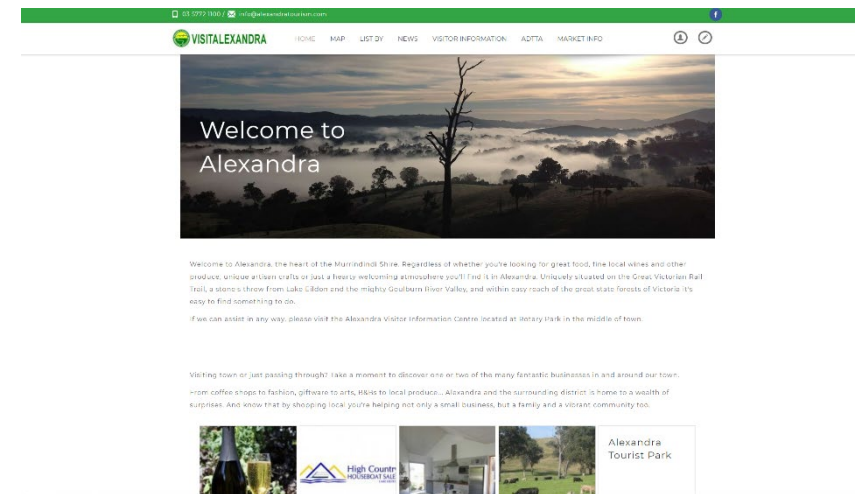 03 5772 1100 / info@alexandratourism.com
VISITALEXANDRA
HOME MAP LIST BY NEWS VISITOR INFORMATION ADTTA MARKET INFO
Welcome to
Alexandra
Welcome to Alexandra, the heart of the Murrindindi Shire. Regardless of whether you're looking for great food, fine local wines and other
produce, unique artisan crafts or just a hearty welcoming atmosphere you'll find it in Alexandra. Uniquely situated on the Great Victorian Rail
Trail, a stone's throw from Lake Eildon and the mighty Goulburn River Valley, and within easy reach of the great state forests of Victoria it's
easy to find something to do.
If we can assist in any way, please visit the Alexandra Visitor Information Centre located at Rotary Park in the middle of town.
Visiting town or just passing through? Take a moment to discover one or two of the many fantastic businesses in and around our town.
From coffee shops to fashion, giftware to arts, B&Bs to local produce... Alexandra and the surrounding district is home to a wealth of
surprises. And know that by shopping local you're helping not only a small business, but a family and a vibrant community too.
High Countr
HOUSEBOAT SALE
Alexandra
Tourist Park